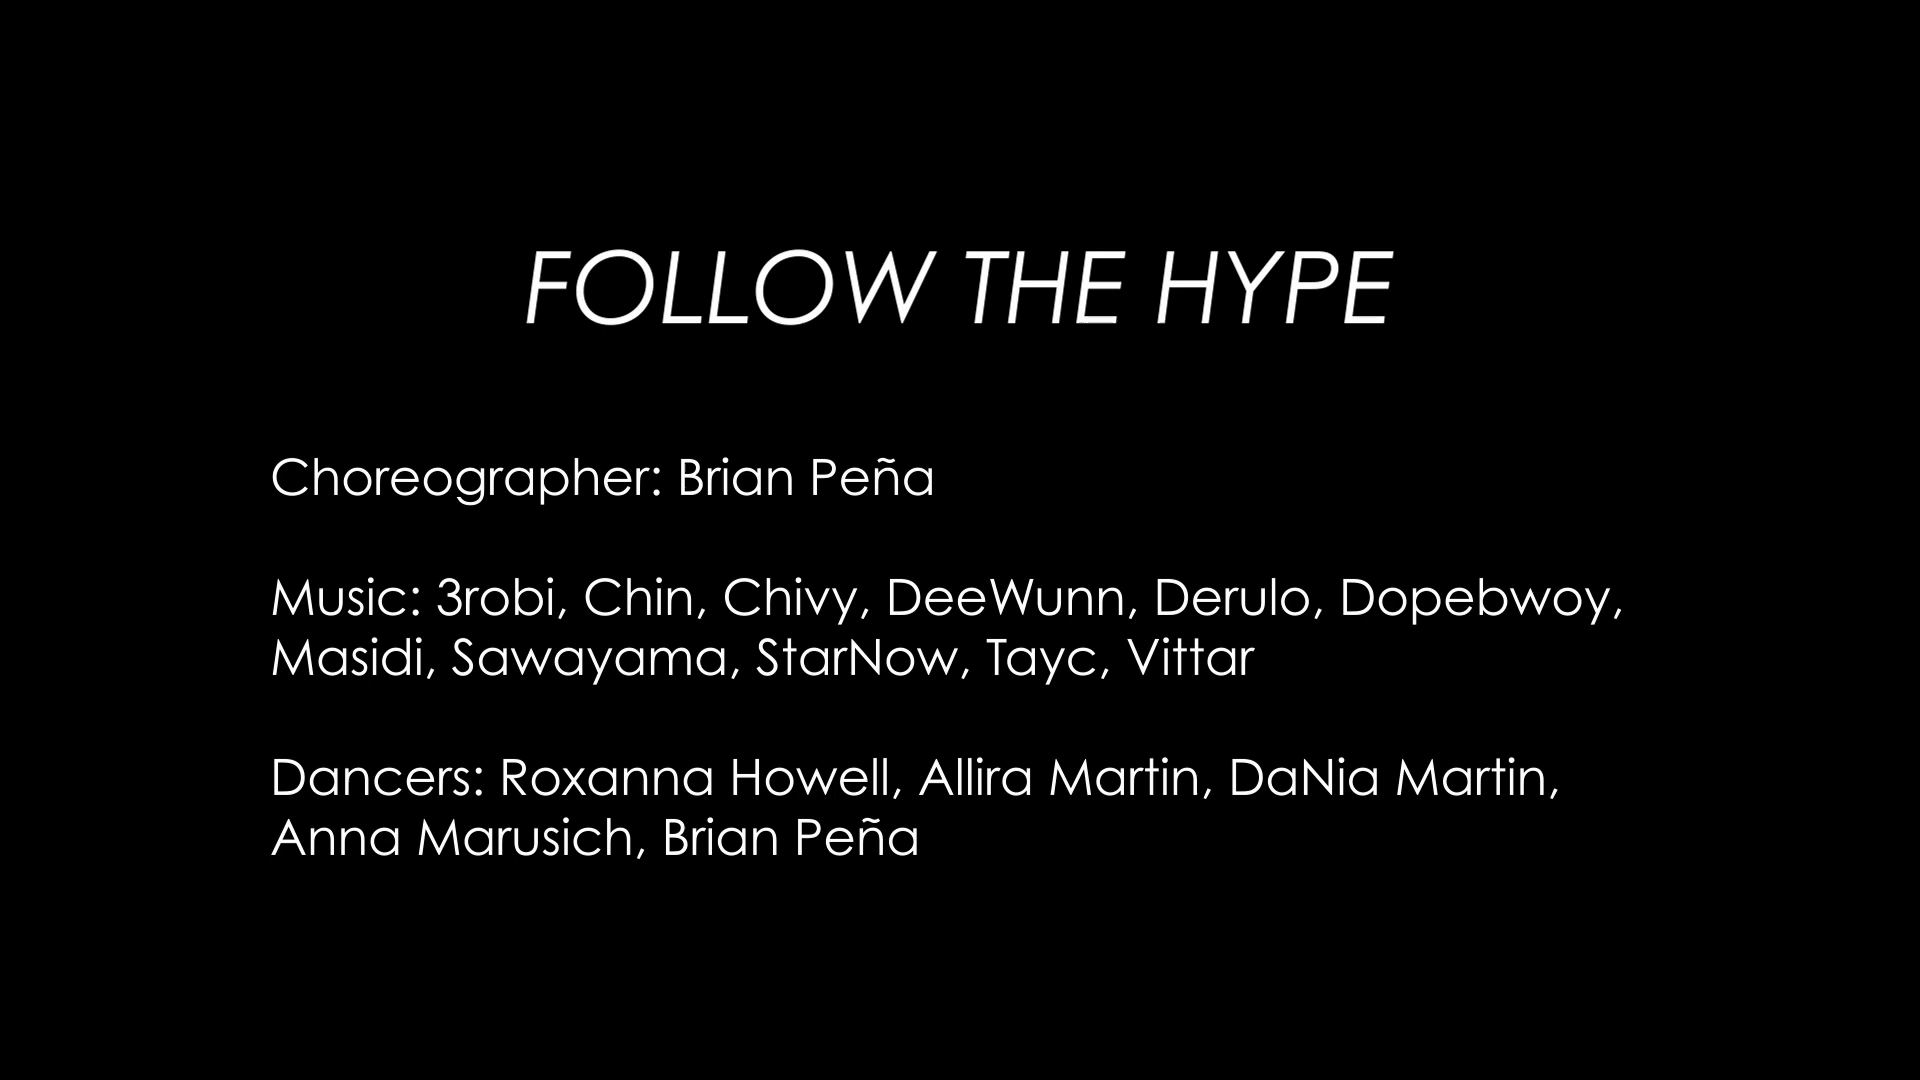 FOLLOW THE HYPE
Choreographer: Brian Peña
Music: 3robi, Chin, Chivy, DeeWunn, Derulo, Dopebwoy,
Masidi, Sawayama, StarNow, Tayc, Vittar
Dancers: Roxanna Howell, Allira Martin, DaNia Martin,
Anna Marusich, Brian Peña